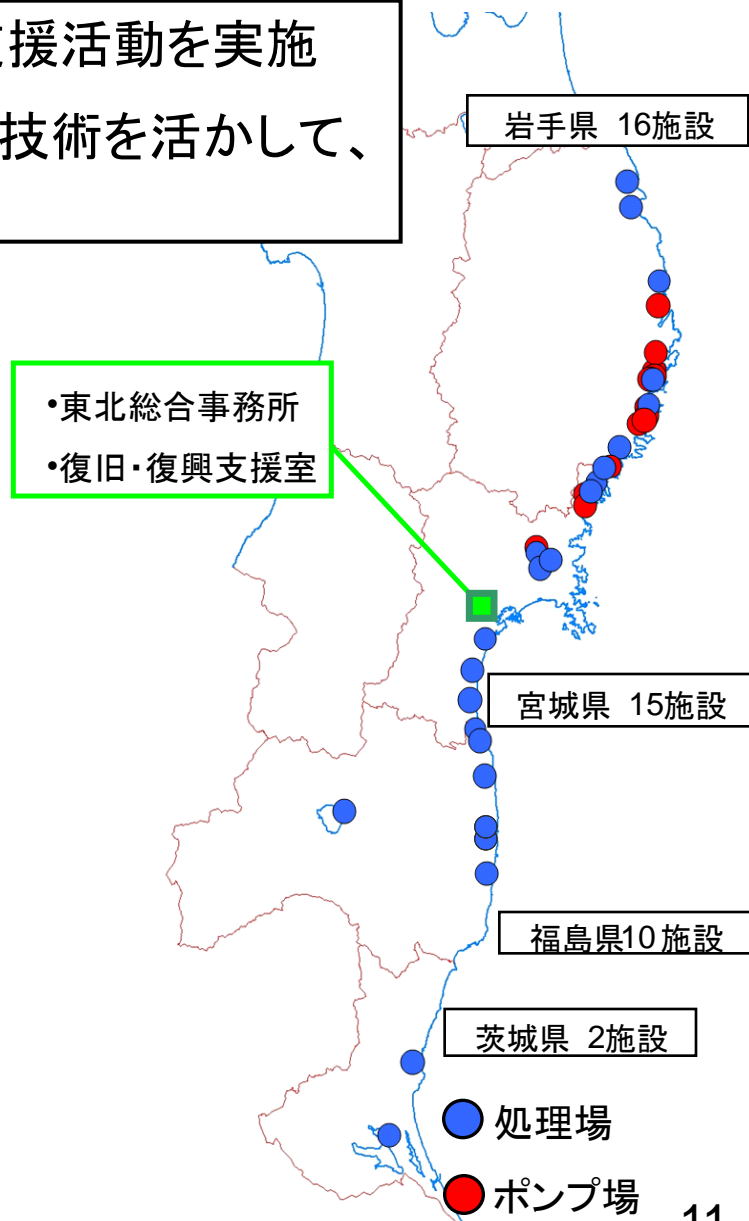 援活動を実施
技術を活かして、
岩手県 16施設
•東北総合事務所
•復旧・復興支援室
宮城県 15施設
福島県10施設
茨城県 2施設
処理場
ポンプ場
11